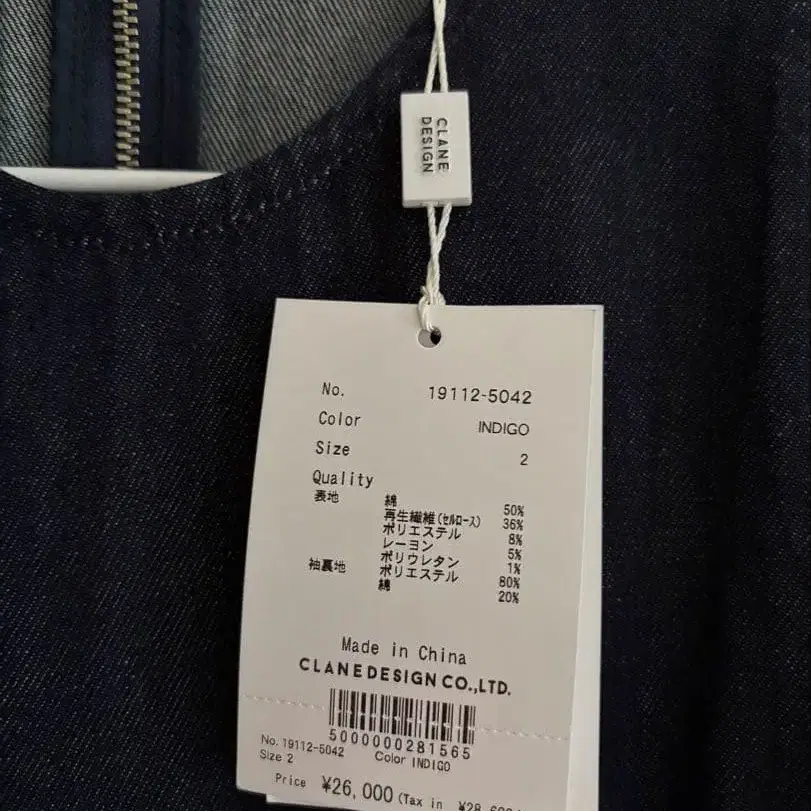 CLANE
DESIGN
No. 19112-5042
Color INDIGO
Size 2
Quality
表地 綿 50%
再生繊維(セルロース) 36%
ポリエステル 8%
レーヨン 5%
ポリウレタン 1%
袖裏地 ポリエステル 80%
綿 20%
Made in China
CLANEDESIGN CO.,LTD.
5000000281565
No. 19112-5042 Color INDIGO
Size 2
Price ¥26,000 (Tax in